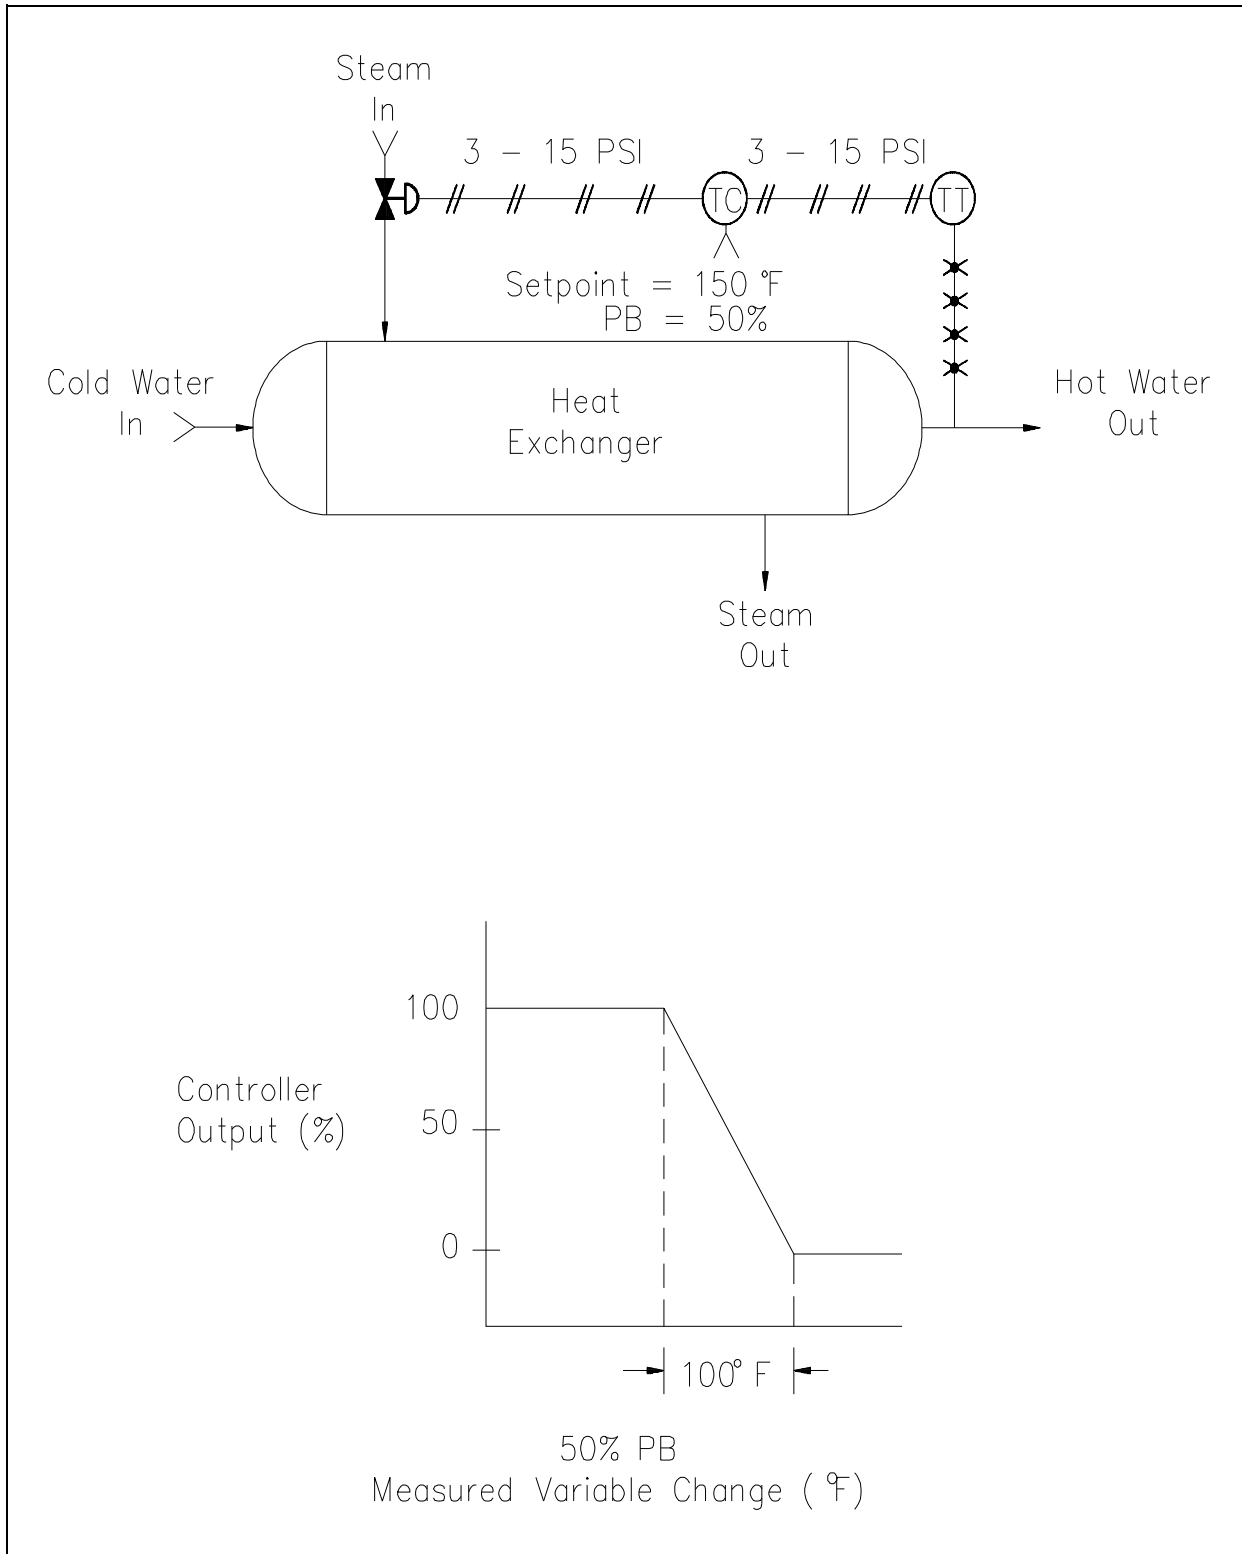 Steam
In
3 - 15 PSI
3 - 15 PSI
TC
TT
Setpoint = 150 °F
PB = 50%
Cold Water
In
Heat
Exchanger
Hot Water
Out
Steam
Out
100
Controller
Output (%)
50
0
100° F
50% PB
Measured Variable Change ( °F)